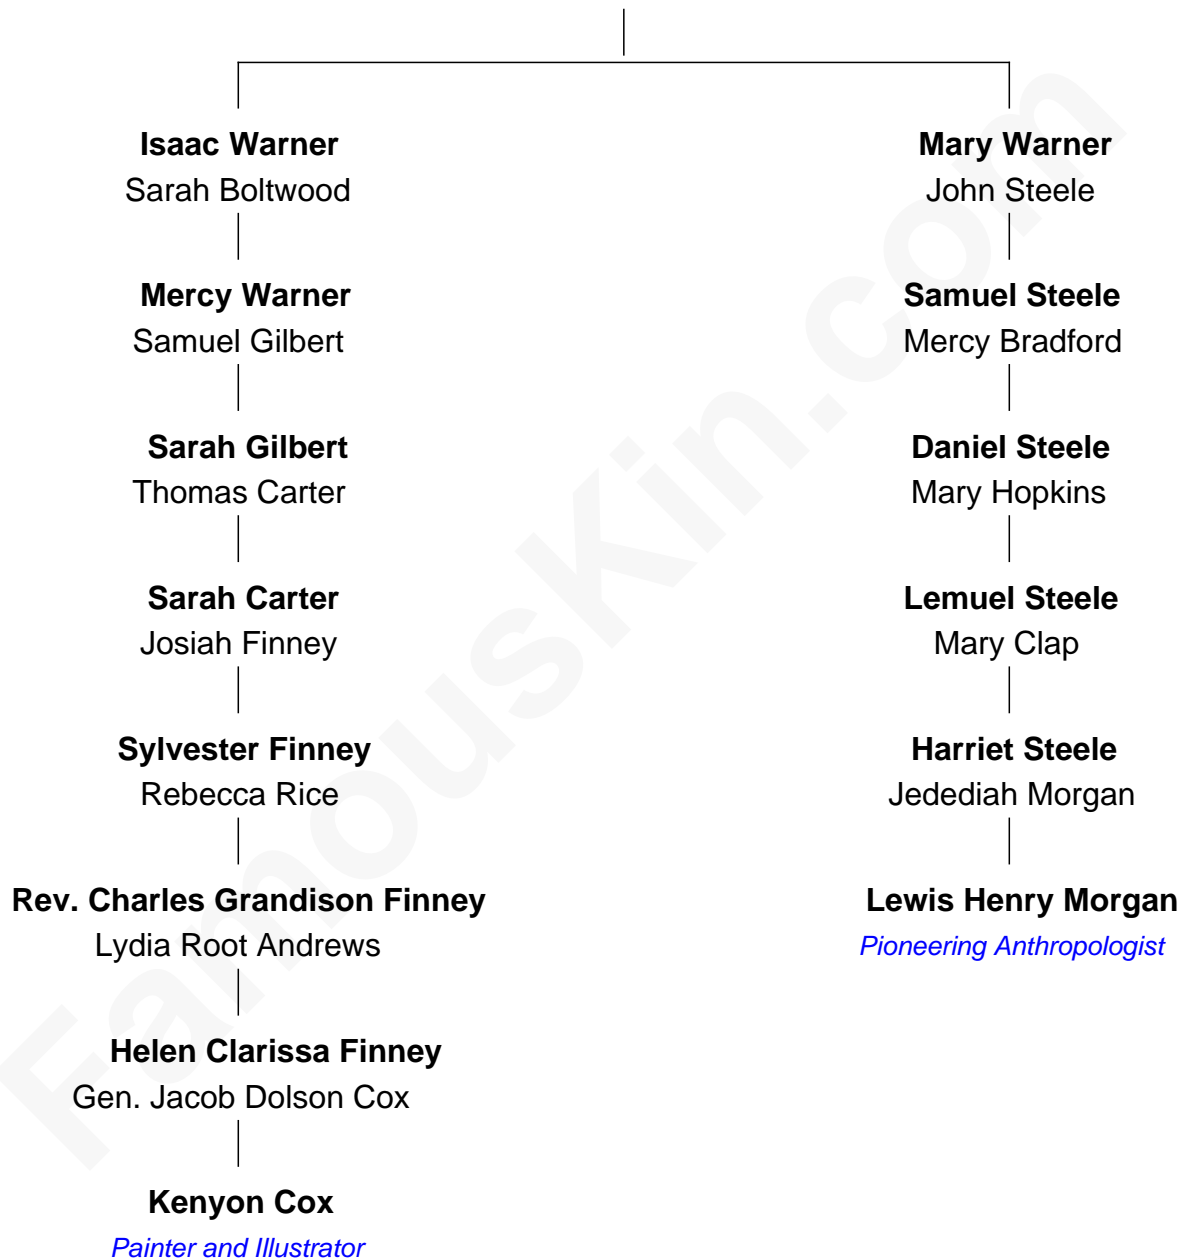 Isaac Warner
Sarah Boltwood
Mercy Warner
Samuel Gilbert
Sarah Gilbert
Thomas Carter
Sarah Carter
Josiah Finney
Sylvester Finney
Rebecca Rice
Rev. Charles Grandison Finney
Lydia Root Andrews
Helen Clarissa Finney
Gen. Jacob Dolson Cox
Kenyon Cox
Painter and Illustrator
Mary Warner
John Steele
Samuel Steele
Mercy Bradford
Daniel Steele
Mary Hopkins
Lemuel Steele
Mary Clap
Harriet Steele
Jedediah Morgan
Lewis Henry Morgan
Pioneering Anthropologist
FamousKin.com